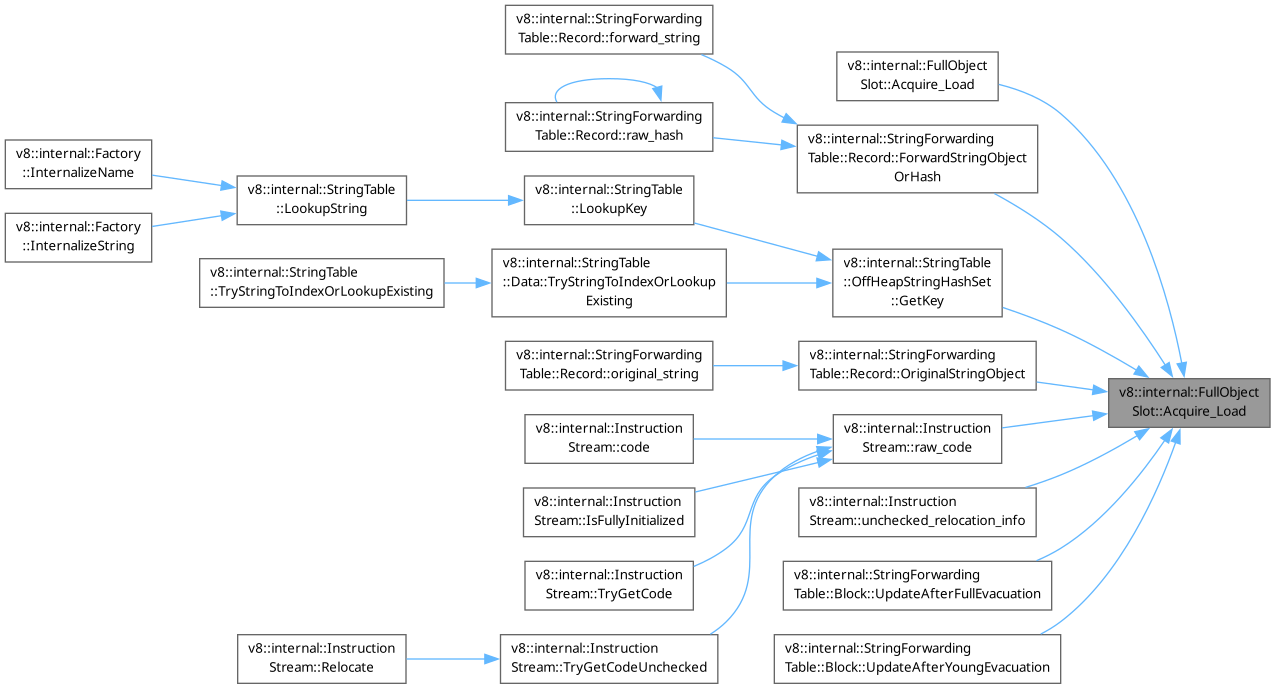 v8::internal::StringForwarding
Table::Record::forward_string
v8::internal::FullObject
Slot::Acquire_Load
v8::internal::StringForwarding
Table::Record::raw_hash
v8::internal::StringForwarding
Table::Record::ForwardStringObject
OrHash
v8::internal::Factory
::InternalizeName
v8::internal::StringTable
::LookupString
v8::internal::StringTable
::LookupKey
v8::internal::Factory
::InternalizeString
v8::internal::StringTable
::TryStringToIndexOrLookupExisting
v8::internal::StringTable
::Data::TryStringToIndexOrLookup
Existing
v8::internal::StringTable
::OffHeapStringHashSet
::GetKey
v8::internal::StringForwarding
Table::Record::original_string
v8::internal::StringForwarding
Table::Record::OriginalStringObject
v8::internal::FullObject
Slot::Acquire_Load
v8::internal::Instruction
Stream::code
v8::internal::Instruction
Stream::raw_code
v8::internal::Instruction
Stream::IsFullyInitialized
v8::internal::Instruction
Stream::unchecked_relocation_info
v8::internal::Instruction
Stream::TryGetCode
v8::internal::StringForwarding
Table::Block::UpdateAfterFullEvacuation
v8::internal::Instruction
Stream::Relocate
v8::internal::Instruction
Stream::TryGetCodeUnchecked
v8::internal::StringForwarding
Table::Block::UpdateAfterYoungEvacuation